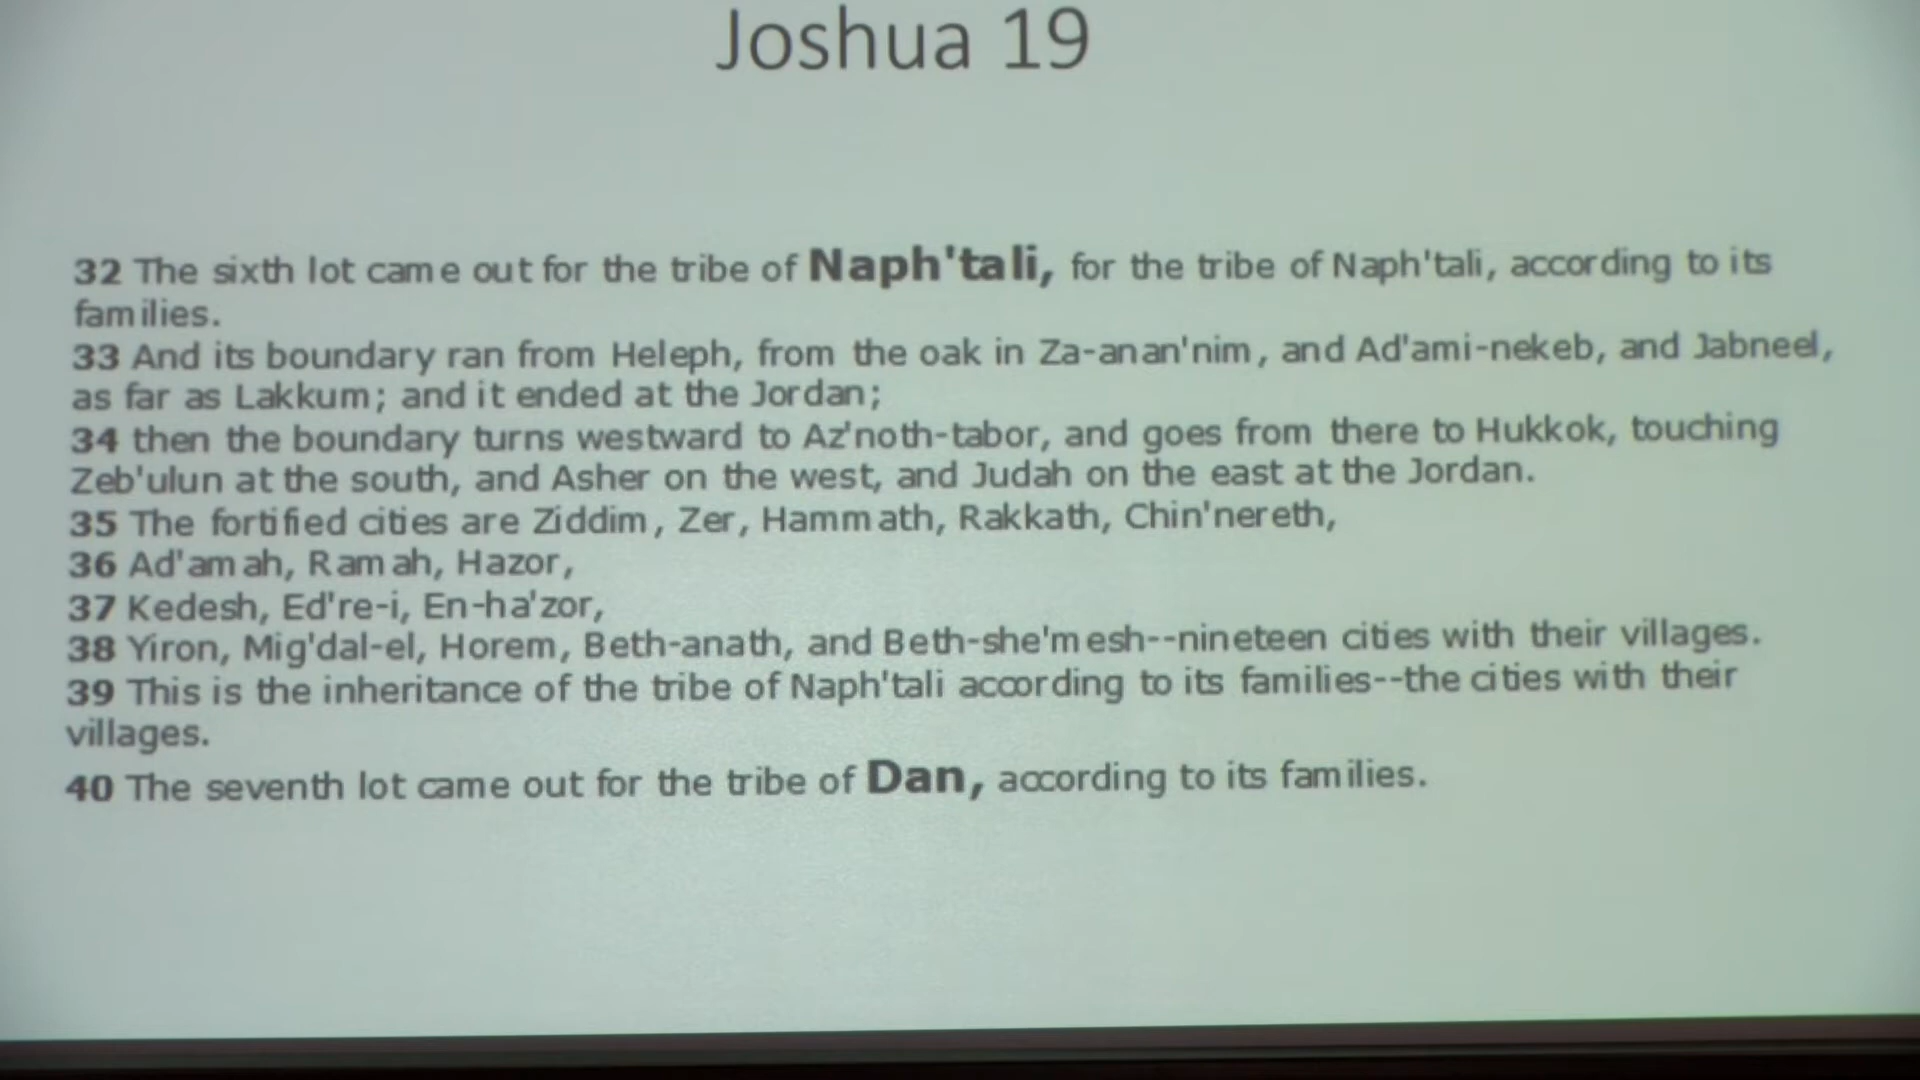 Joshua 19
32 The sixth lot came out for the tribe of Naph'tali, for the tribe of Naph'tali, according to its
families.
33 And its boundary ran from Heleph, from the oak in Za-anan'nim, and Ad'ami-nekeb, and Jabneel,
as far as Lakkum; and it ended at the Jordan;
34 then the boundary turns westward to Az'noth-tabor, and goes from there to Hukkok, touching
Zeb'ulun at the south, and Asher on the west, and Judah on the east at the Jordan.
35 The fortified cities are Ziddim, Zer, Hammath, Rakkath, Chin'nereth,
36 Ad'amah, Ramah, Hazor,
37 Kedesh, Ed're-i, En-ha'zor,
38 Yiron, Mig'dal-el, Horem, Beth-anath, and Beth-she'mesh--nineteen cities with their villages.
39 This is the inheritance of the tribe of Naph'tali according to its families--the cities with their
villages.
40 The seventh lot came out for the tribe of Dan, according to its families.